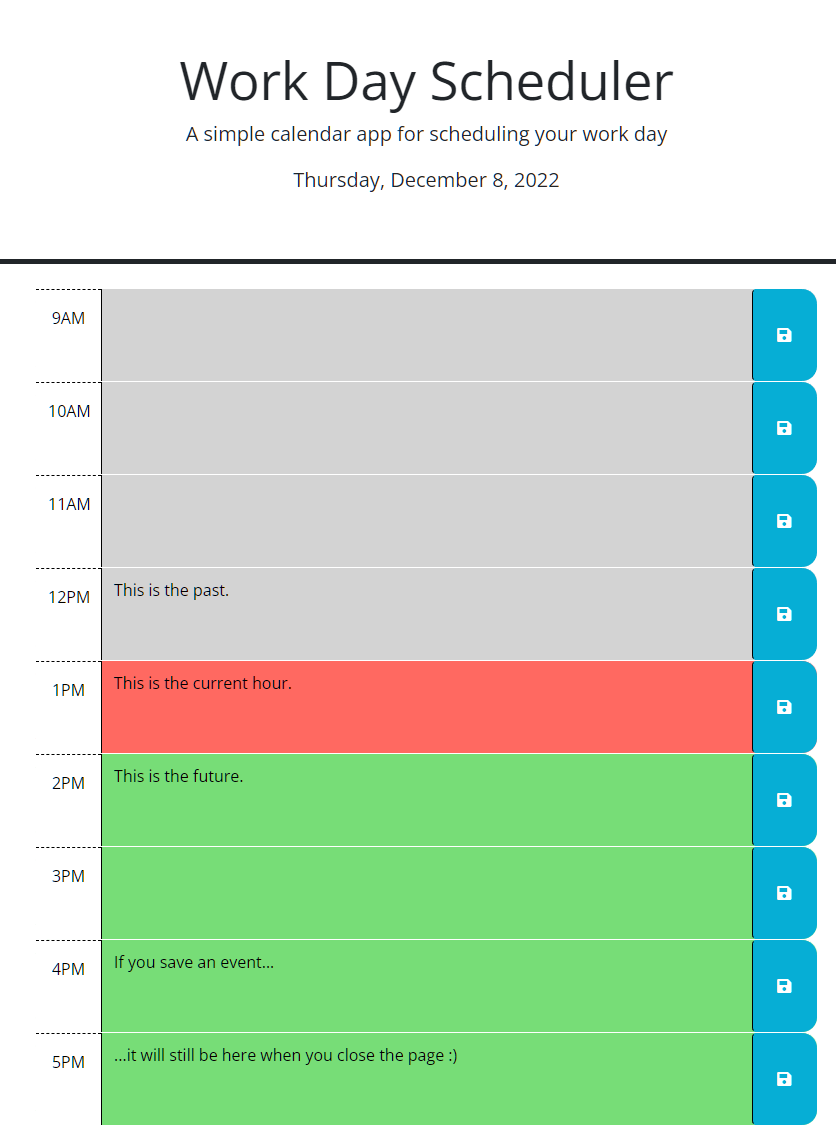 Work Day Scheduler
A simple calendar app for scheduling your work day
Thursday, December 8, 2022
9AM
10AM
11AM
12PM This is the past.
1PM This is the current hour.
2PM This is the future.
3PM
4PM If you save an event...
5PM ...it will still be here when you close the page :)